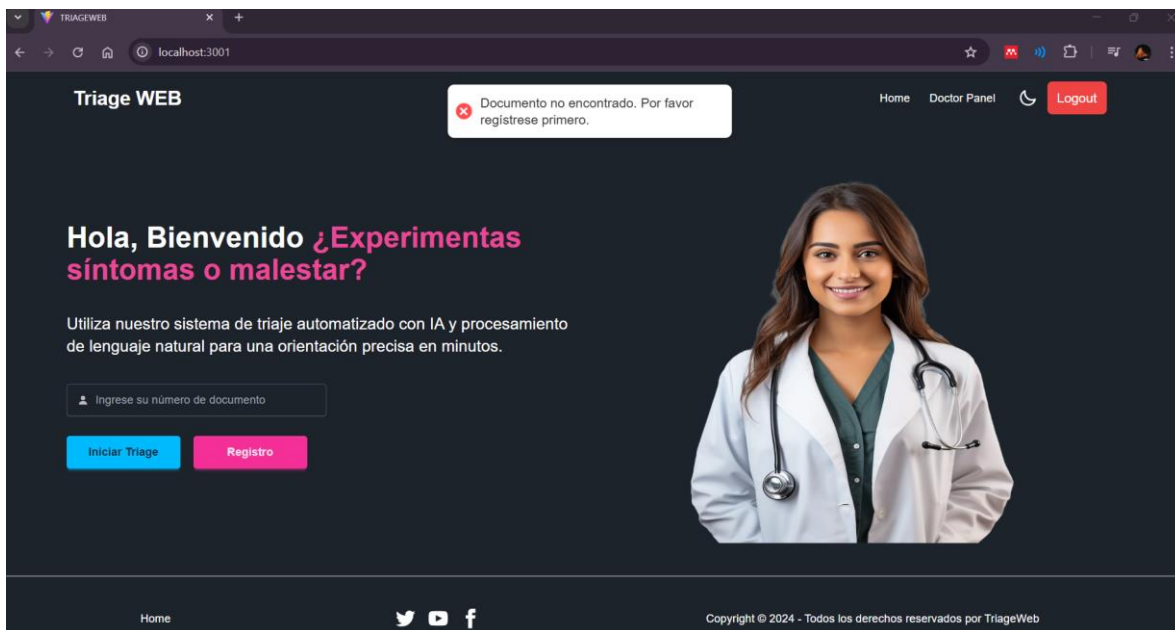 TRIAGEWEB
localhost:3001
Triage WEB
Documento no encontrado. Por favor
regístrese primero.
Home
Doctor Panel
Logout
Hola, Bienvenido ¿Experimentas
síntomas o malestar?
Utiliza nuestro sistema de triaje automatizado con IA y procesamiento
de lenguaje natural para una orientación precisa en minutos.
Ingrese su número de documento
Iniciar Triage
Registro
Home
Copyright © 2024 - Todos los derechos reservados por TriageWeb